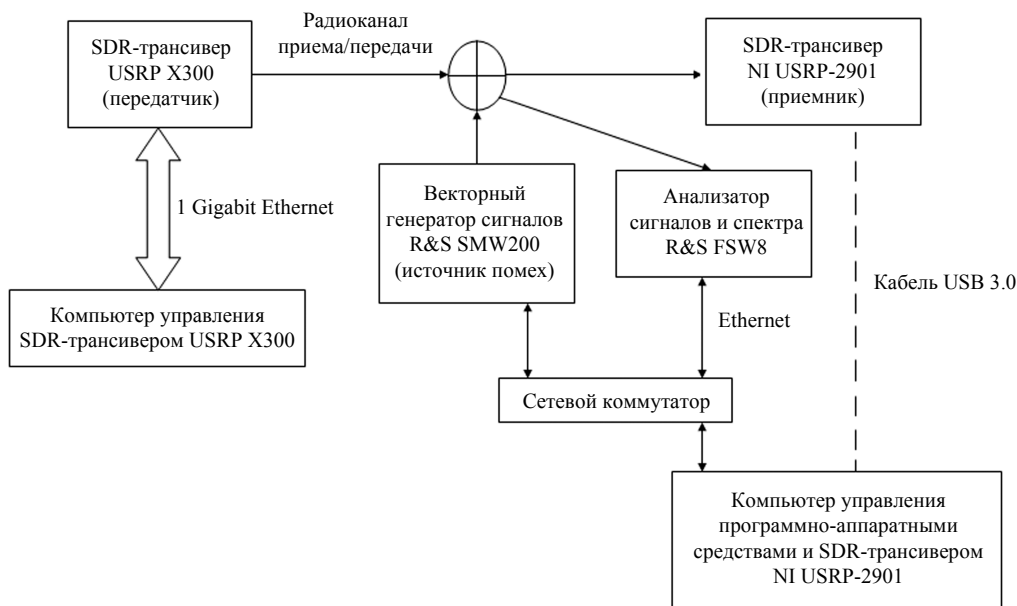 SDR-трансивер
USRP X300
(передатчик)
Радиоканал
приема/передачи
SDR-трансивер
NI USRP-2901
(приемник)
1 Gigabit Ethernet
Векторный
генератор сигналов
R&S SMW200
(источник помех)
Анализатор
сигналов и спектра
R&S FSW8
Кабель USB 3.0
Компьютер управления
SDR-трансивером USRP X300
Ethernet
Сетевой коммутатор
Компьютер управления
программно-аппаратными
средствами и SDR-трансивером
NI USRP-2901